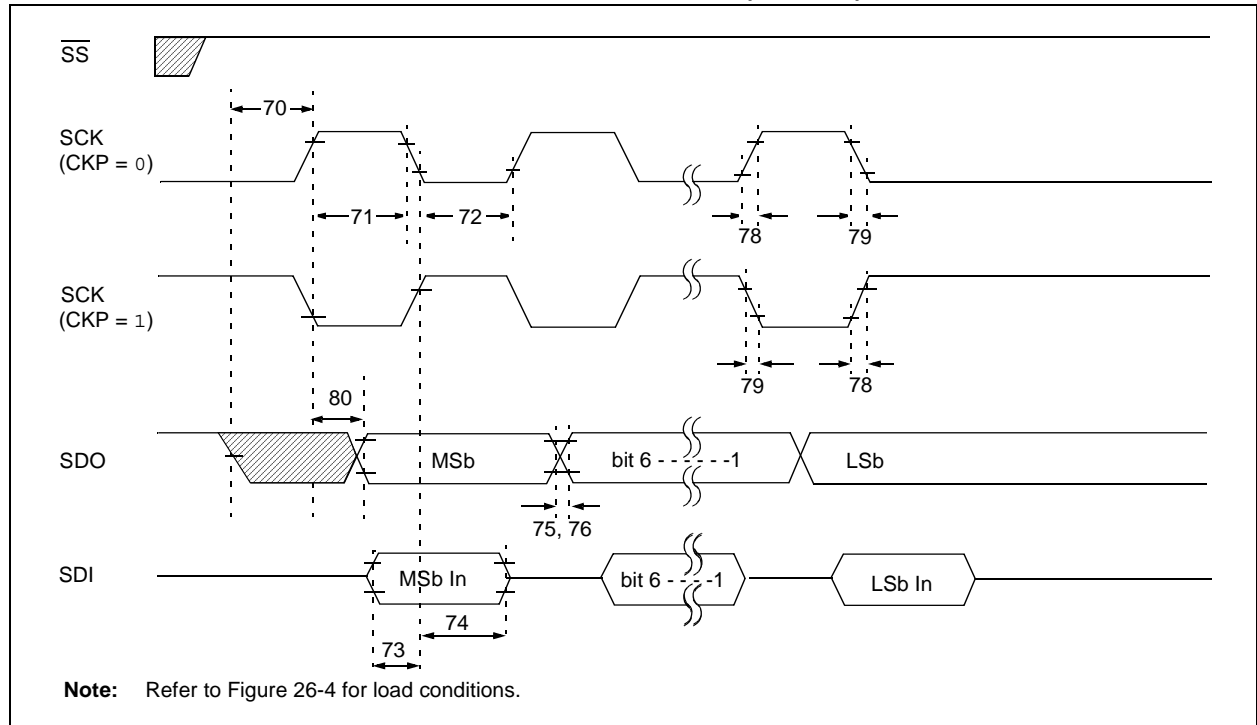 SS
70
SCK
(CKP = 0)
71
72
78
79
SCK
(CKP = 1)
79
78
80
SDO
MSb
bit 6 - - - - - -1
LSb
75, 76
SDI
MSb In
bit 6 - - - - -1
LSb In
74
73
Note: Refer to Figure 26-4 for load conditions.